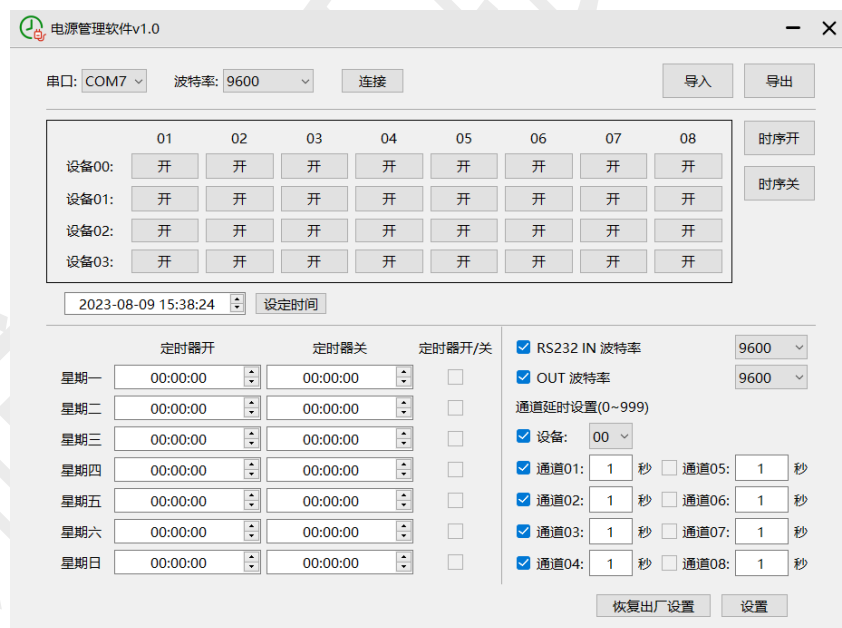 电源管理软件v1.0
串口: COM7 波特率: 9600 连接 导入 导出
01 02 03 04 05 06 07 08 时序开
设备00: 开 开 开 开 开 开 开 开
设备01: 开 开 开 开 开 开 开 开 时序关
设备02: 开 开 开 开 开 开 开 开
设备03: 开 开 开 开 开 开 开 开
2023-08-09 15:38:24 设定时间
定时器开 定时器关 定时器开/关 RS232 IN 波特率 9600
星期一 00:00:00 00:00:00 OUT 波特率 9600
星期二 00:00:00 00:00:00 通道延时设置(0~999)
星期三 00:00:00 00:00:00 设备: 00
星期四 00:00:00 00:00:00 通道01: 1 秒 通道05: 1 秒
星期五 00:00:00 00:00:00 通道02: 1 秒 通道06: 1 秒
星期六 00:00:00 00:00:00 通道03: 1 秒 通道07: 1 秒
星期日 00:00:00 00:00:00 通道04: 1 秒 通道08: 1 秒
恢复出厂设置 设置